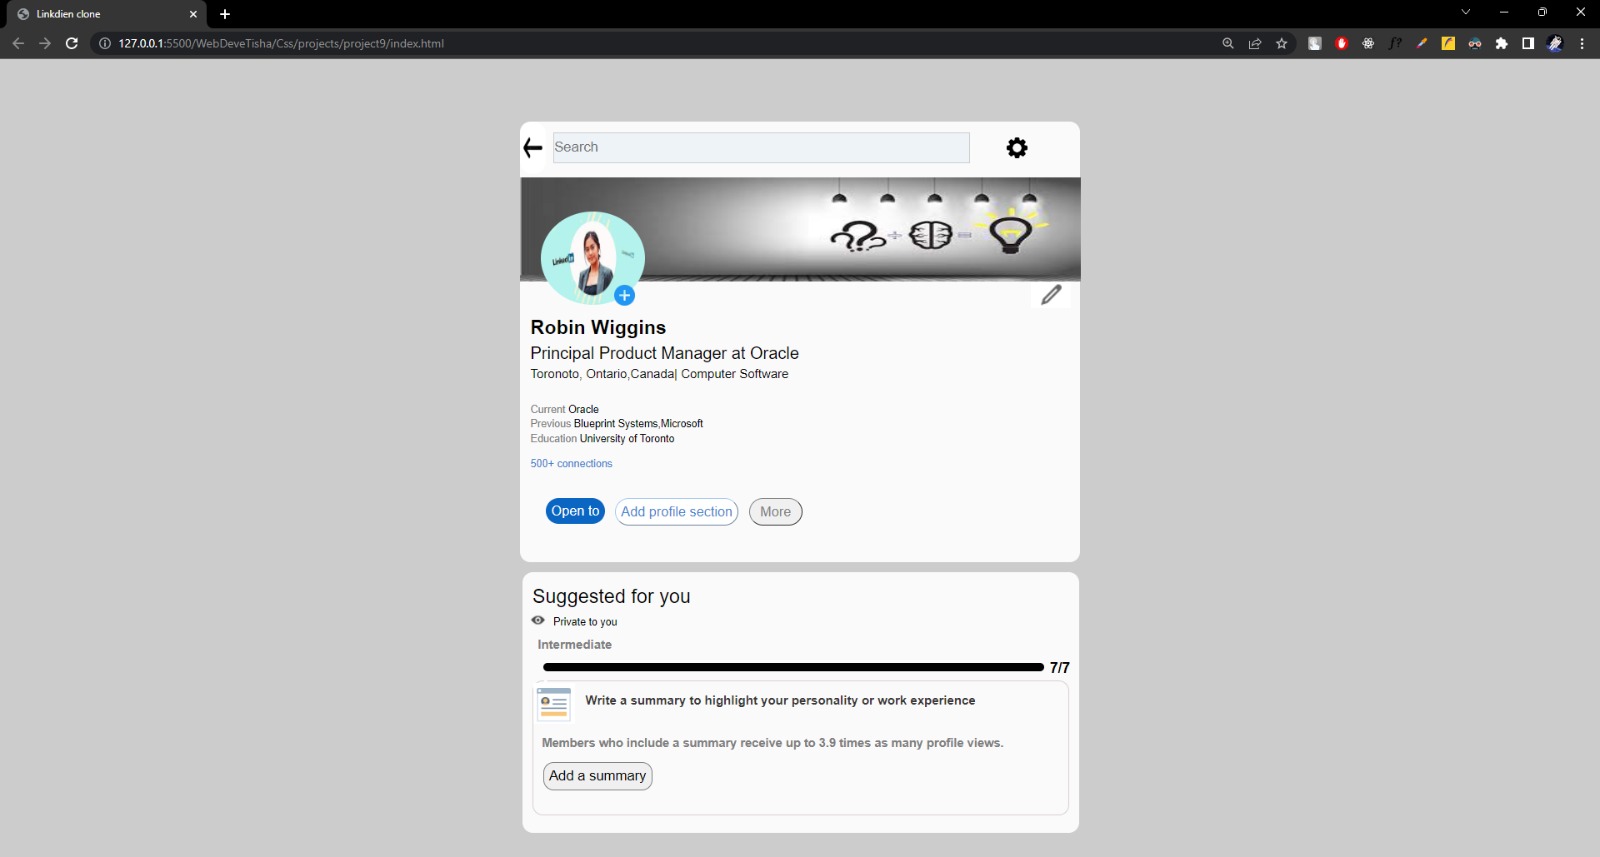 Linkdien clone
127.0.0.1:5500/WebDeveTisha/Css/projects/project9/index.html
f?
Search
Linked in
Robin Wiggins
Principal Product Manager at Oracle
Toronoto, Ontario,Canada| Computer Software
Current Oracle
Previous Blueprint Systems,Microsoft
Education University of Toronto
500+ connections
Open to
Add profile section
More
Suggested for you
Private to you
Intermediate
7/7
Write a summary to highlight your personality or work experience
Members who include a summary receive up to 3.9 times as many profile views.
Add a summary